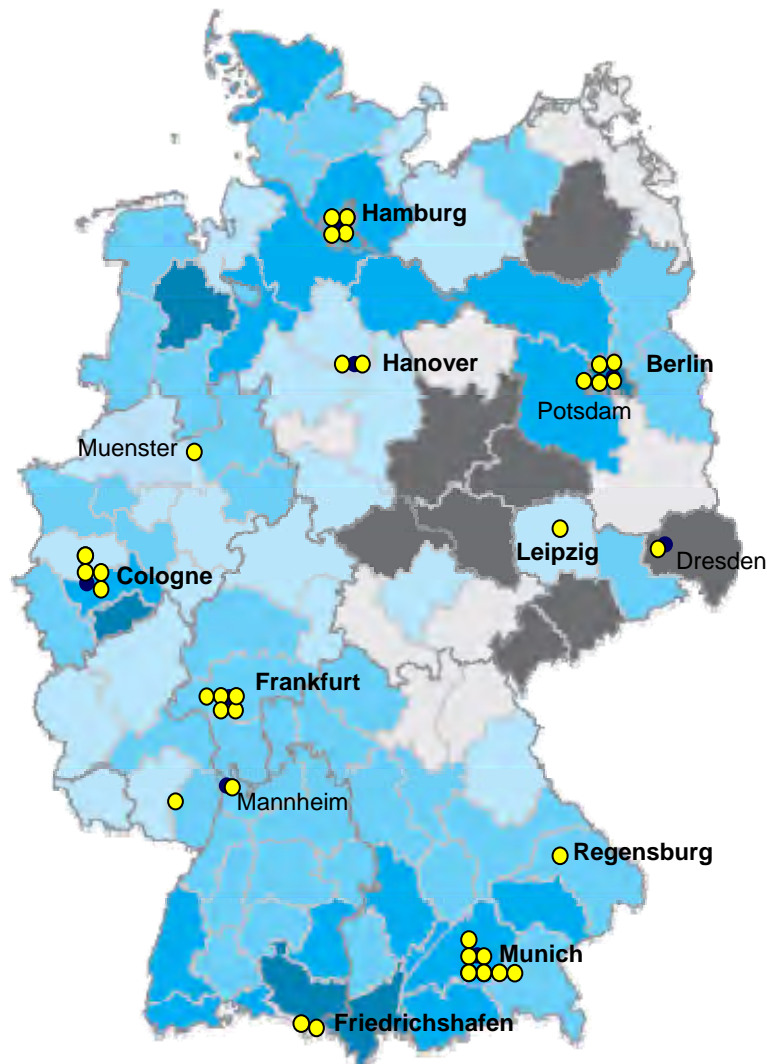 Hamburg
Hanover
Berlin
Potsdam
Muenster
Leipzig
Dresden
Cologne
Frankfurt
Mannheim
Regensburg
Munich
Friedrichshafen